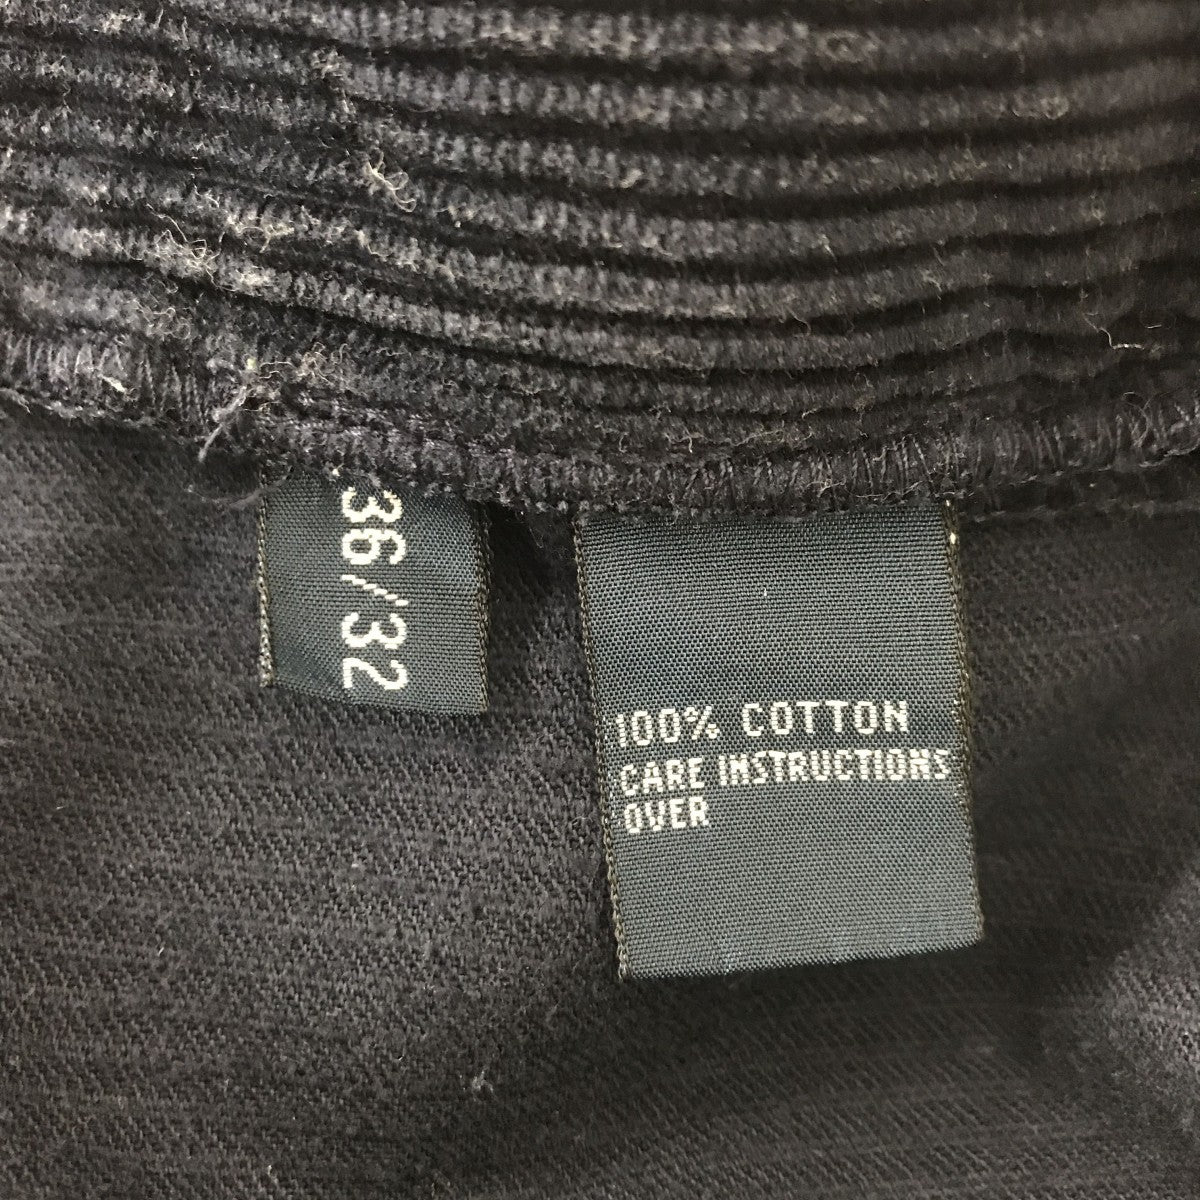 36/32
100% COTTON
CARE INSTRUCTIONS
OVER